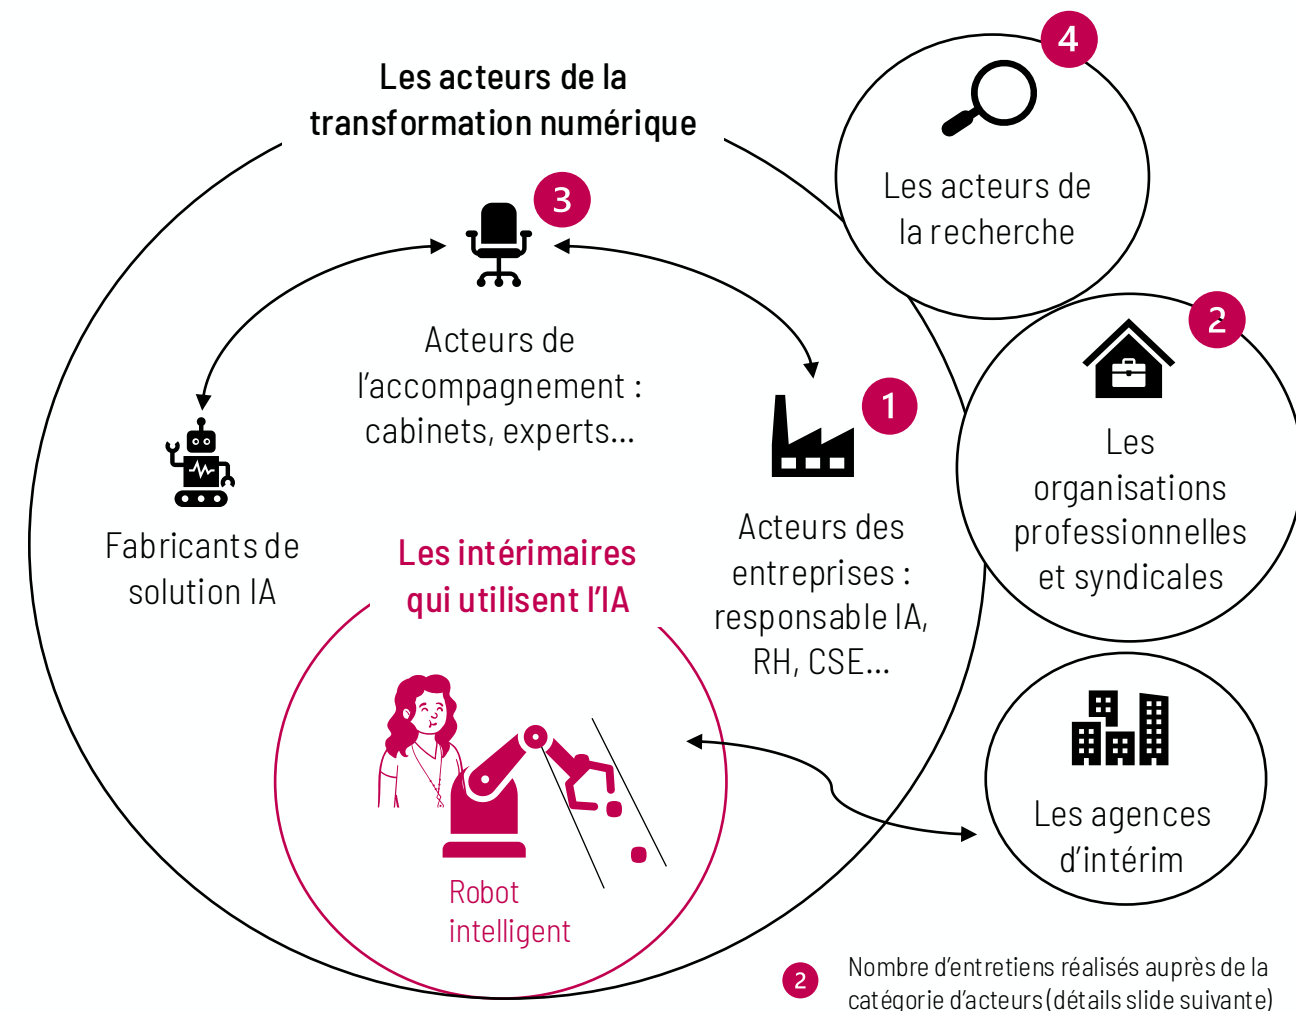 Les acteurs de la
transformation numérique
4
Les acteurs de
la recherche
3
Acteurs de
l'accompagnement :
cabinets, experts...
2
Les
organisations
professionnelles
et syndicales
1
Acteurs des
entreprises :
responsable IA,
RH, CSE...
Fabricants de
solution IA
Les intérimaires
qui utilisent l'IA
Robot
intelligent
Les agences
d'intérim
2
Nombre d'entretiens réalisés auprès de la
catégorie d'acteurs (détails slide suivante)